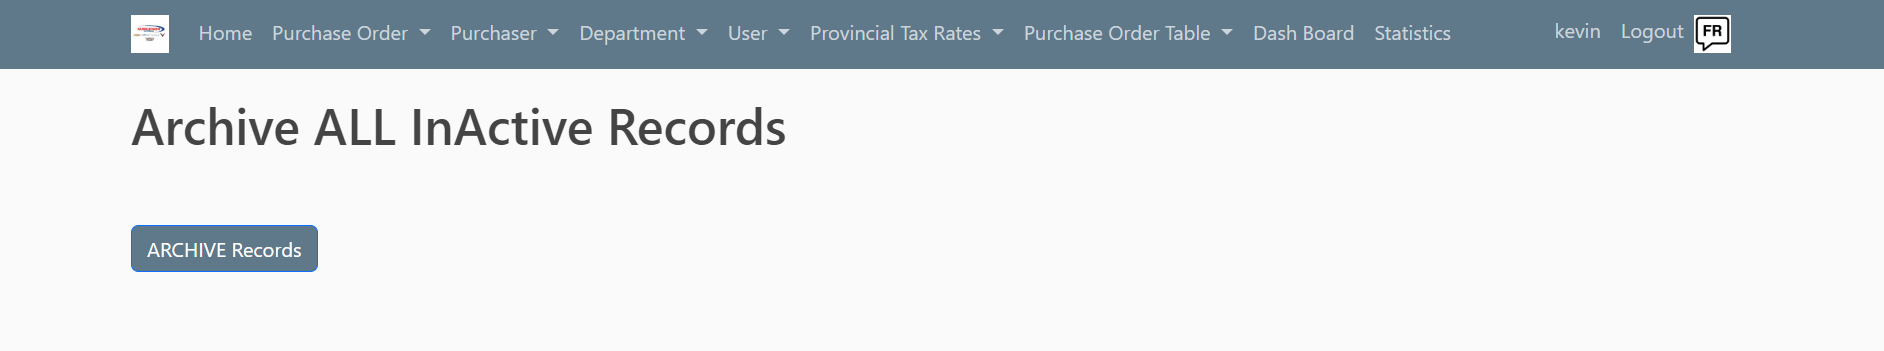 Home Purchase Order Purchaser Department User Provincial Tax Rates Purchase Order Table Dash Board Statistics kevin Logout FR
Archive ALL InActive Records
ARCHIVE Records